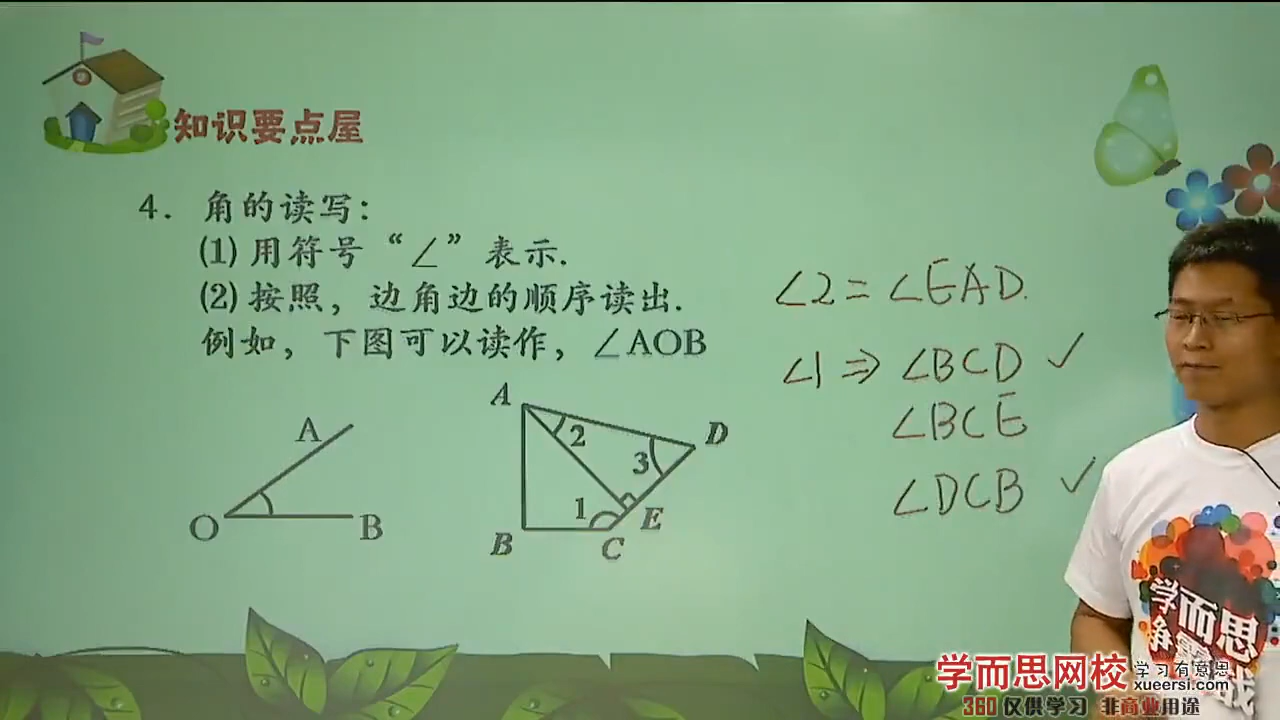 知识要点屋
4. 角的读写:
(1) 用符号 “∠” 表示.
(2) 按照, 边角边的顺序读出.
例如, 下图可以读作, ∠AOB
∠2 = ∠EAD.
∠1 ⇒ ∠BCD ✓
∠BCE
∠DCB ✓
A
O
B
A
2
D
3
1
E
B
C
学而思
学而思网校 学习有意思
xueersi.com
360 仅供学习 非商业用途